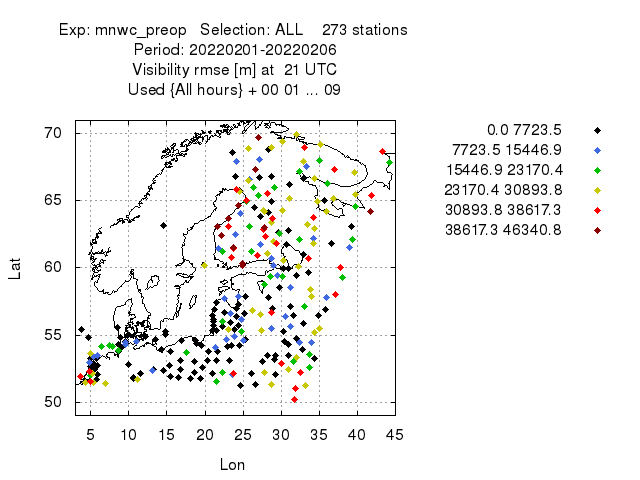 Exp: mnwc_preop   Selection: ALL    273 stations
Period: 20220201-20220206
Visibility rmse [m] at  21 UTC
Used {All hours} + 00 01 ... 09
0.0 7723.5
7723.5 15446.9
15446.9 23170.4
23170.4 30893.8
30893.8 38617.3
38617.3 46340.8
70
65
60
55
50
Lat
5 10 15 20 25 30 35 40 45
Lon